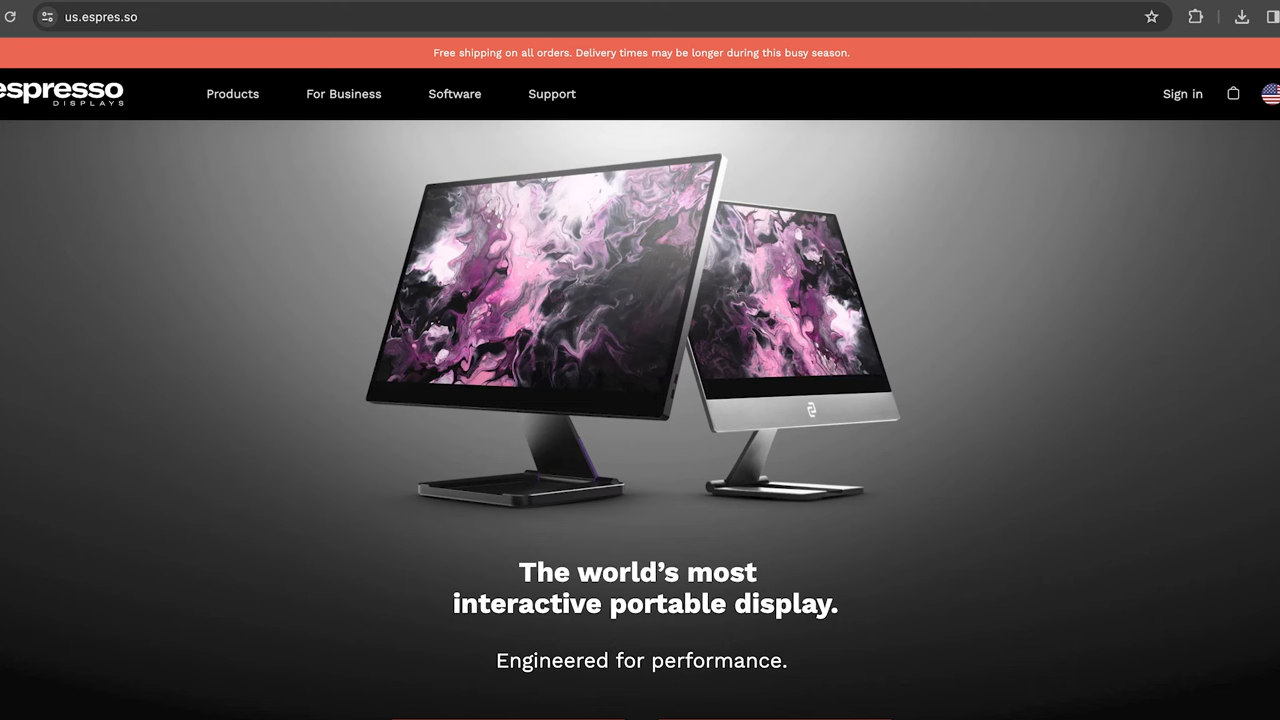 us.espres.so
Free shipping on all orders. Delivery times may be longer during this busy season.
espresso
DISPLAYS
Products
For Business
Software
Support
Sign in
The world’s most
interactive portable display.
Engineered for performance.